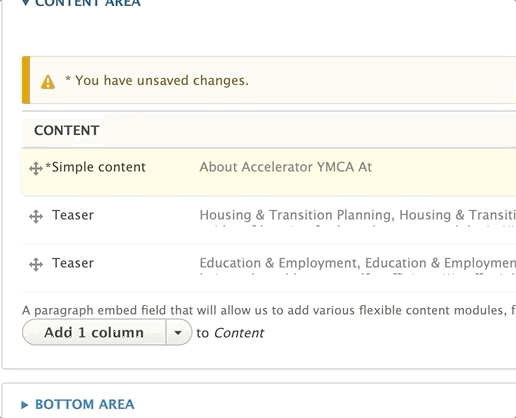 CONTENT AREA
* You have unsaved changes.
CONTENT
*Simple content About Accelerator YMCA At
Teaser Housing & Transition Planning, Housing & Transiti
Teaser Education & Employment, Education & Employmen
A paragraph embed field that will allow us to add various flexible content modules, f
Add 1 column to Content
BOTTOM AREA